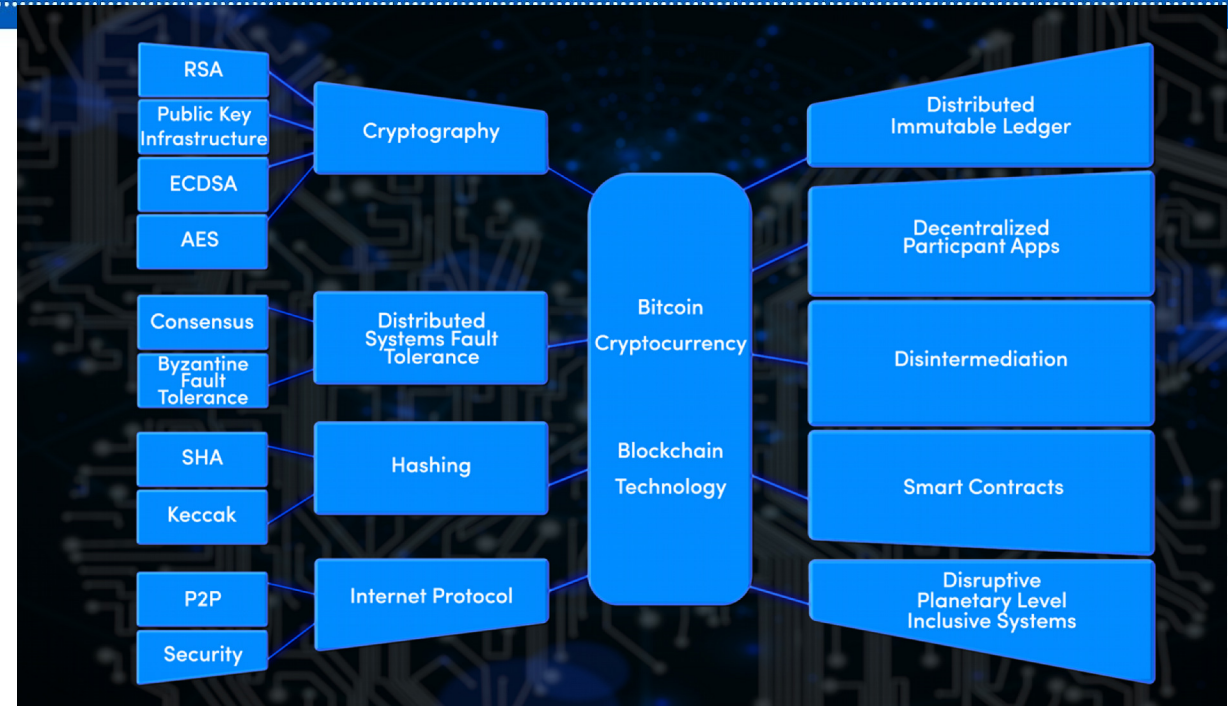 RSA
Public Key
Infrastructure
ECDSA
AES
Cryptography
Consensus
Byzantine
Fault
Tolerance
Distributed
Systems Fault
Tolerance
SHA
Keccak
Hashing
P2P
Security
Internet Protocol
Bitcoin
Cryptocurrency
Blockchain
Technology
Distributed
Immutable Ledger
Decentralized
Particpant Apps
Disintermediation
Smart Contracts
Disruptive
Planetary Level
Inclusive Systems